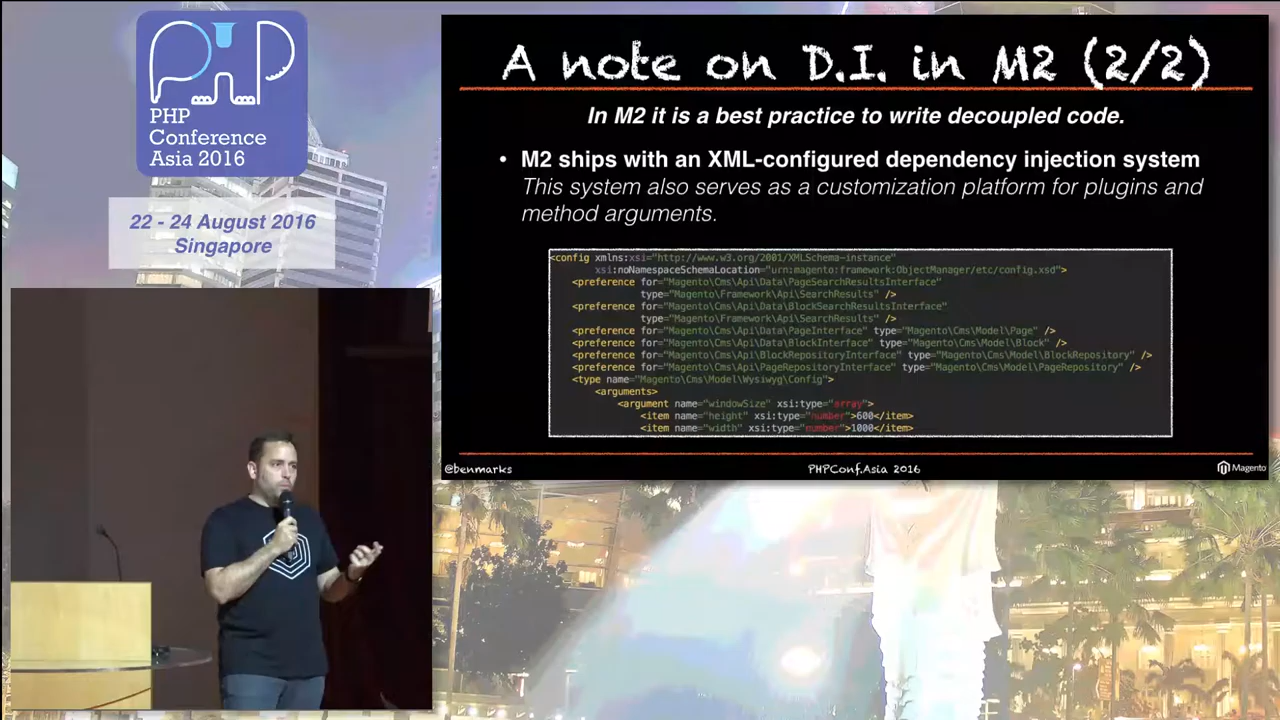 PHP
Conference
Asia 2016
22 - 24 August 2016
Singapore
A note on D.I. in M2 (2/2)
In M2 it is a best practice to write decoupled code.
• M2 ships with an XML-configured dependency injection system
This system also serves as a customization platform for plugins and
method arguments.
<config xmlns:xsi="http://www.w3.org/2001/XMLSchema-instance"
xsi:noNamespaceSchemaLocation="urn:magento:framework:ObjectManager/etc/config.xsd">
<preference for="Magento\Cms\Api\Data\PageSearchResultsInterface"
type="Magento\Framework\Api\SearchResults" />
<preference for="Magento\Cms\Api\Data\BlockSearchResultsInterface"
type="Magento\Framework\Api\SearchResults" />
<preference for="Magento\Cms\Api\Data\PageInterface" type="Magento\Cms\Model\Page" />
<preference for="Magento\Cms\Api\Data\BlockInterface" type="Magento\Cms\Model\Block" />
<preference for="Magento\Cms\Api\BlockRepositoryInterface" type="Magento\Cms\Model\BlockRepository" />
<preference for="Magento\Cms\Api\PageRepositoryInterface" type="Magento\Cms\Model\PageRepository" />
<type name="Magento\Cms\Model\Wysiwyg\Config">
<arguments>
<argument name="windowSize" xsi:type="array">
<item name="height" xsi:type="number">600</item>
<item name="width" xsi:type="number">1000</item>
@benmarks
PHPConf.Asia 2016
Magento